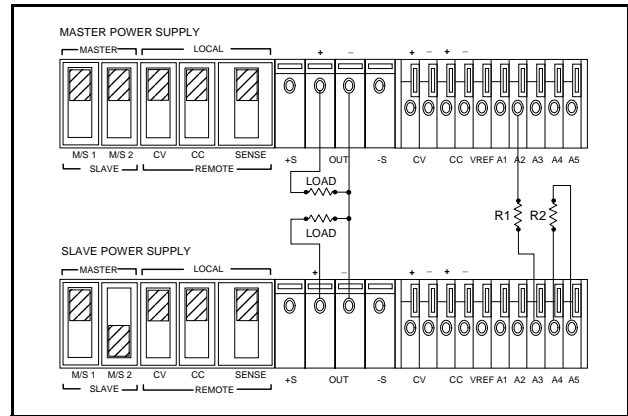 MASTER POWER SUPPLY
MASTER LOCAL
+ – + – + –
M/S 1 M/S 2 CV CC SENSE +S OUT -S CV CC VREF A1 A2 A3 A4 A5
SLAVE REMOTE
LOAD
R1 R2
LOAD
SLAVE POWER SUPPLY
MASTER LOCAL
+ – + – + –
M/S 1 M/S 2 CV CC SENSE +S OUT -S CV CC VREF A1 A2 A3 A4 A5
SLAVE REMOTE